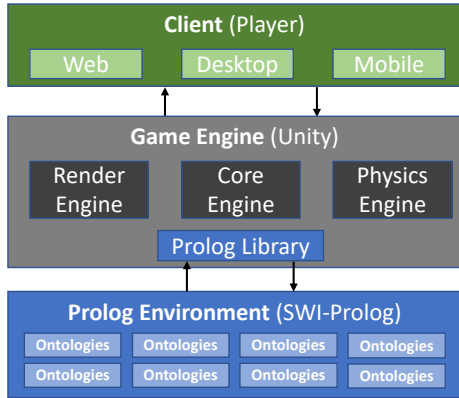 Client (Player)
Web Desktop Mobile
Game Engine (Unity)
Render Core Physics
Engine Engine Engine
Prolog Library
Prolog Environment (SWI-Prolog)
Ontologies Ontologies Ontologies Ontologies
Ontologies Ontologies Ontologies Ontologies